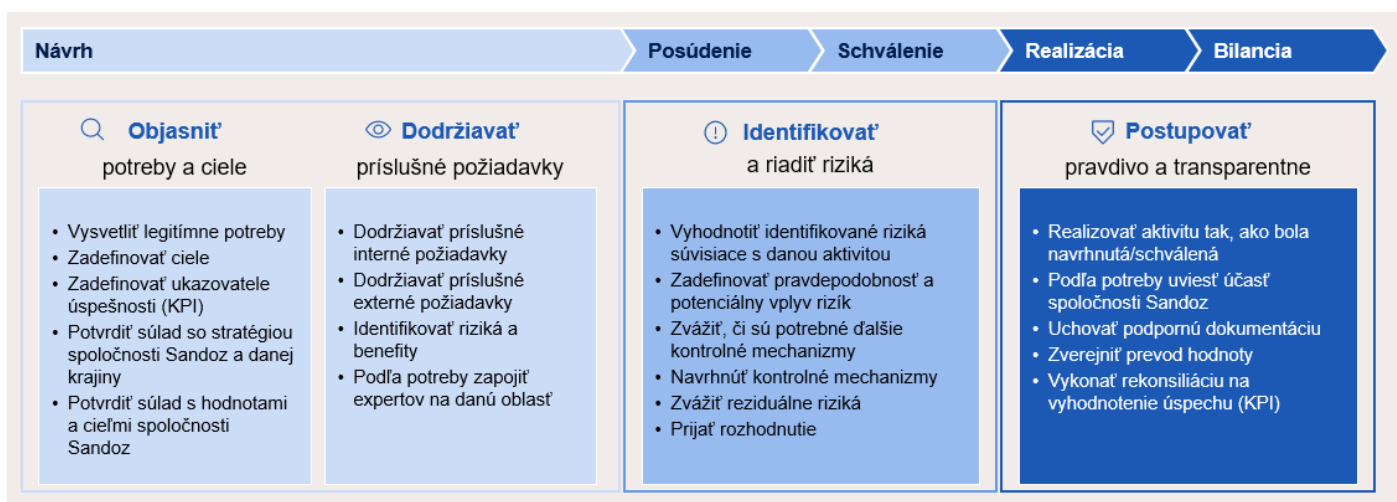 Návrh
Posúdenie
Schválenie
Realizácia
Bilancia
Objasniť
potreby a ciele
• Vysvetliť legitímne potreby
• Zadefinovať ciele
• Zadefinovať ukazovatele
úspešnosti (KPI)
• Potvrdiť súlad so stratégiou
spoločnosti Sandoz a danej
krajiny
• Potvrdiť súlad s hodnotami
a cieľmi spoločnosti
Sandoz
Dodržiavať
príslušné požiadavky
• Dodržiavať príslušné
interné požiadavky
• Dodržiavať príslušné
externé požiadavky
• Identifikovať riziká a
benefity
• Podľa potreby zapojiť
expertov na danú oblasť
Identifikovať
a riadiť riziká
• Vyhodnotiť identifikované riziká
súvisiace s danou aktivitou
• Zadefinovať pravdepodobnosť a
potenciálny vplyv rizík
• Zvážiť, či sú potrebné ďalšie
kontrolné mechanizmy
• Navrhnúť kontrolné mechanizmy
• Zvážiť reziduálne riziká
• Prijať rozhodnutie
Postupovať
pravdivo a transparentne
• Realizovať aktivitu tak, ako bola
navrhnutá/schválená
• Podľa potreby uviesť účasť
spoločnosti Sandoz
• Uchovať podpornú dokumentáciu
• Zverejniť prevod hodnoty
• Vykonať rekonsiliáciu na
vyhodnotenie úspechu (KPI)